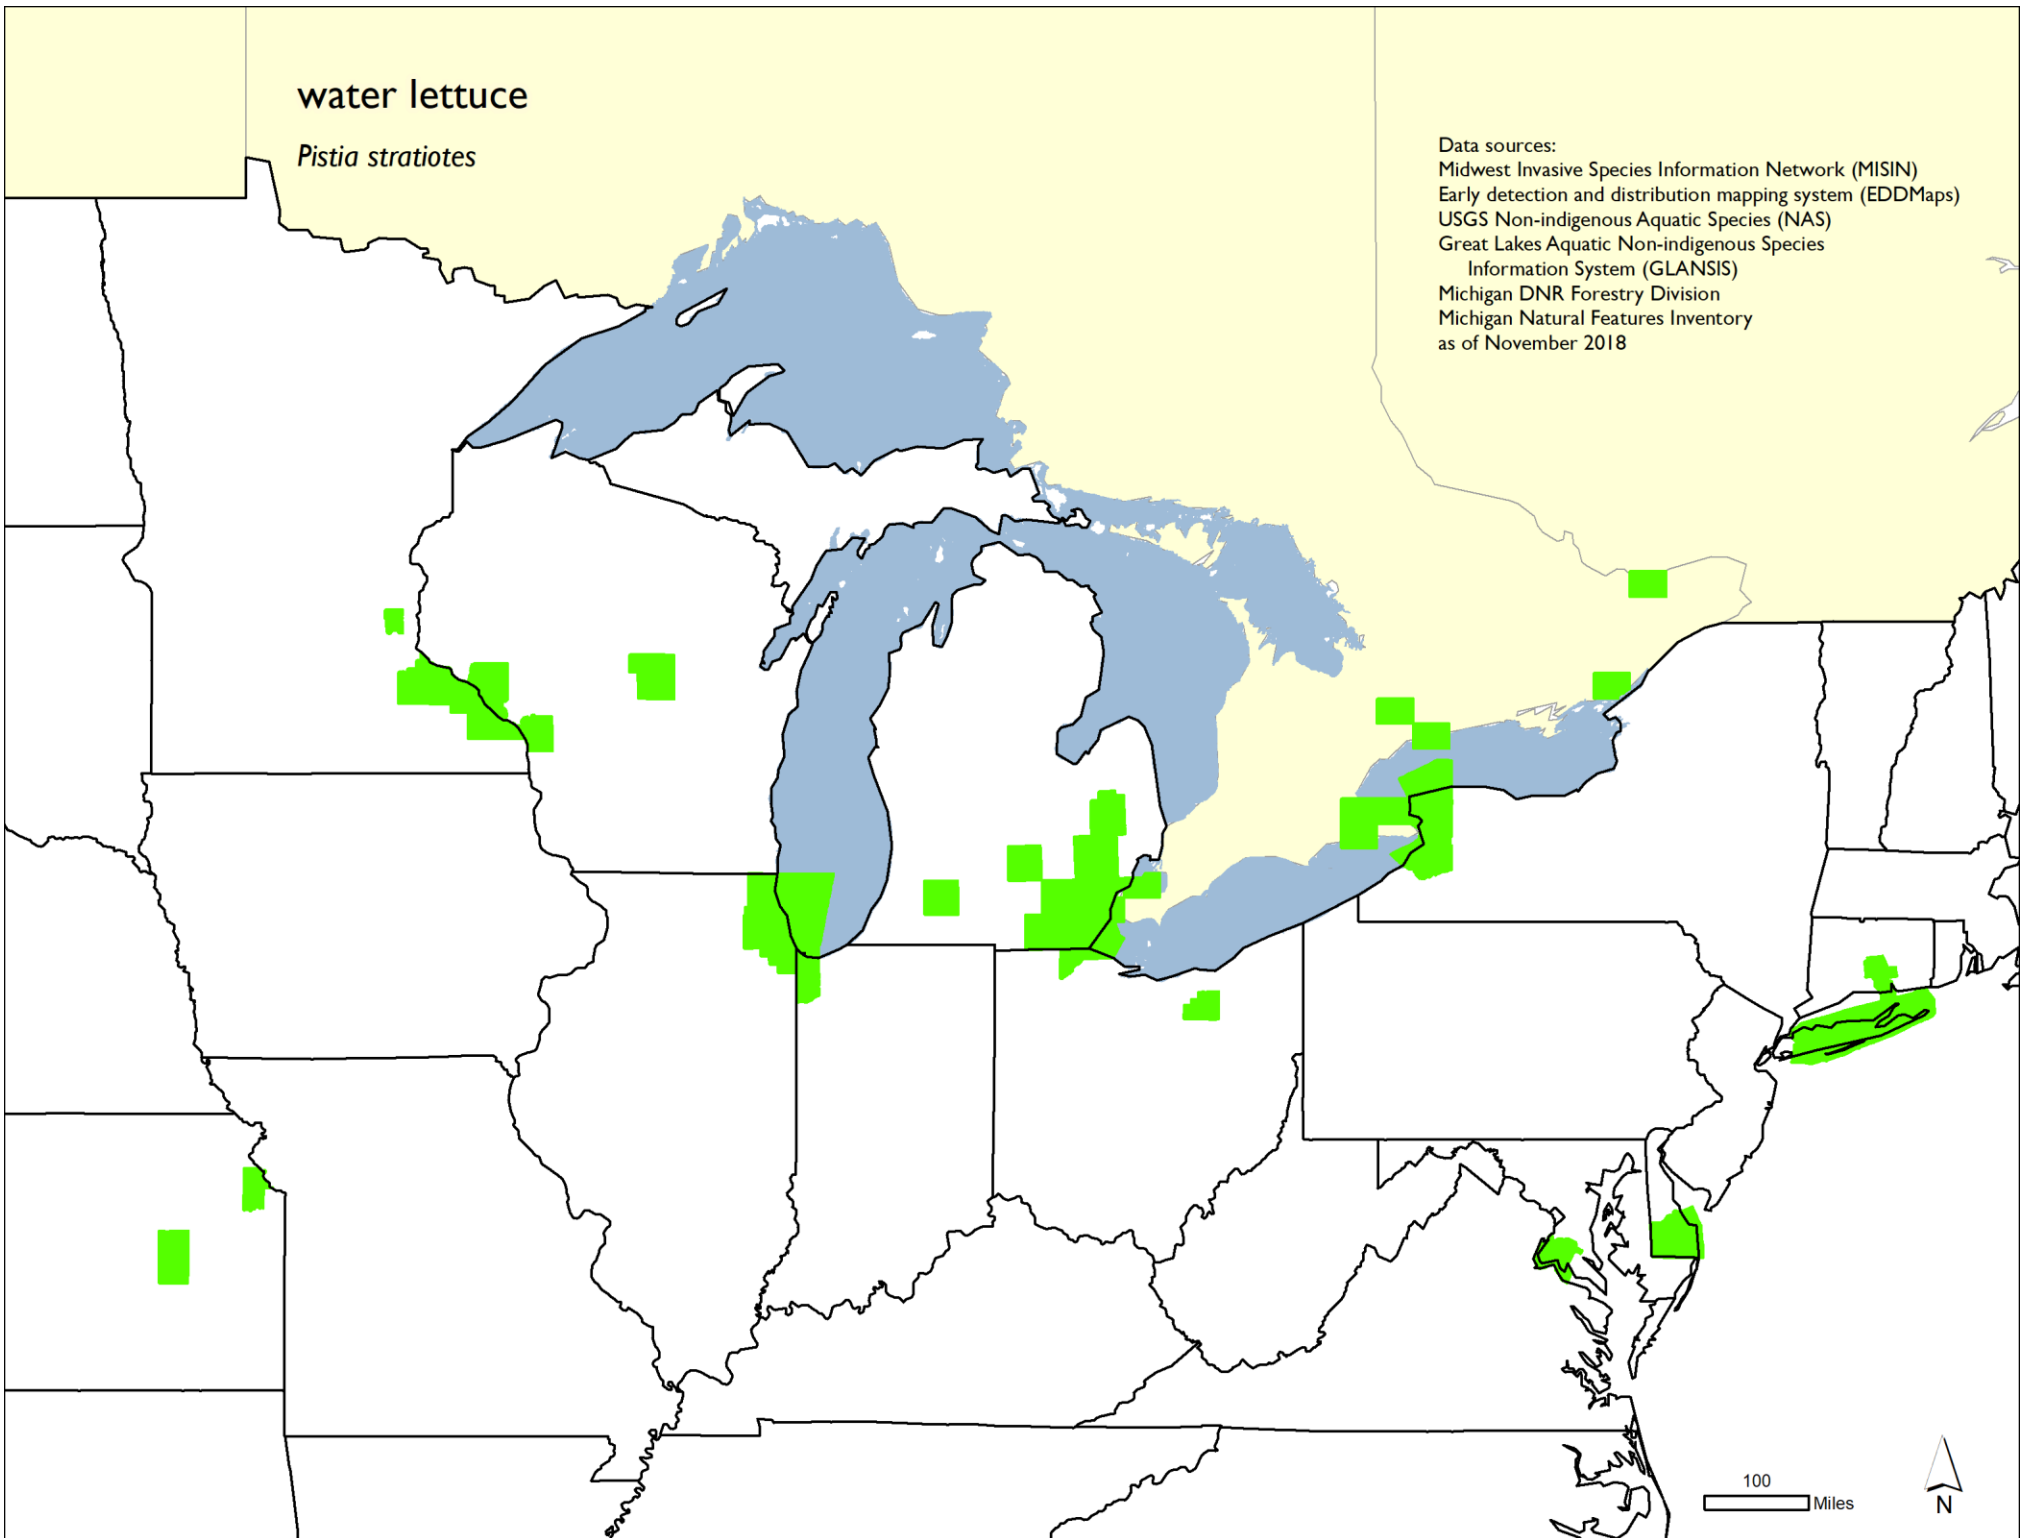 water lettuce
Pistia stratiotes
Data sources:
Midwest Invasive Species Information Network (MISIN)
Early detection and distribution mapping system (EDDMaps)
USGS Non-indigenous Aquatic Species (NAS)
Great Lakes Aquatic Non-indigenous Species
Information System (GLANSIS)
Michigan DNR Forestry Division
Michigan Natural Features Inventory
as of November 2018
100
Miles
N